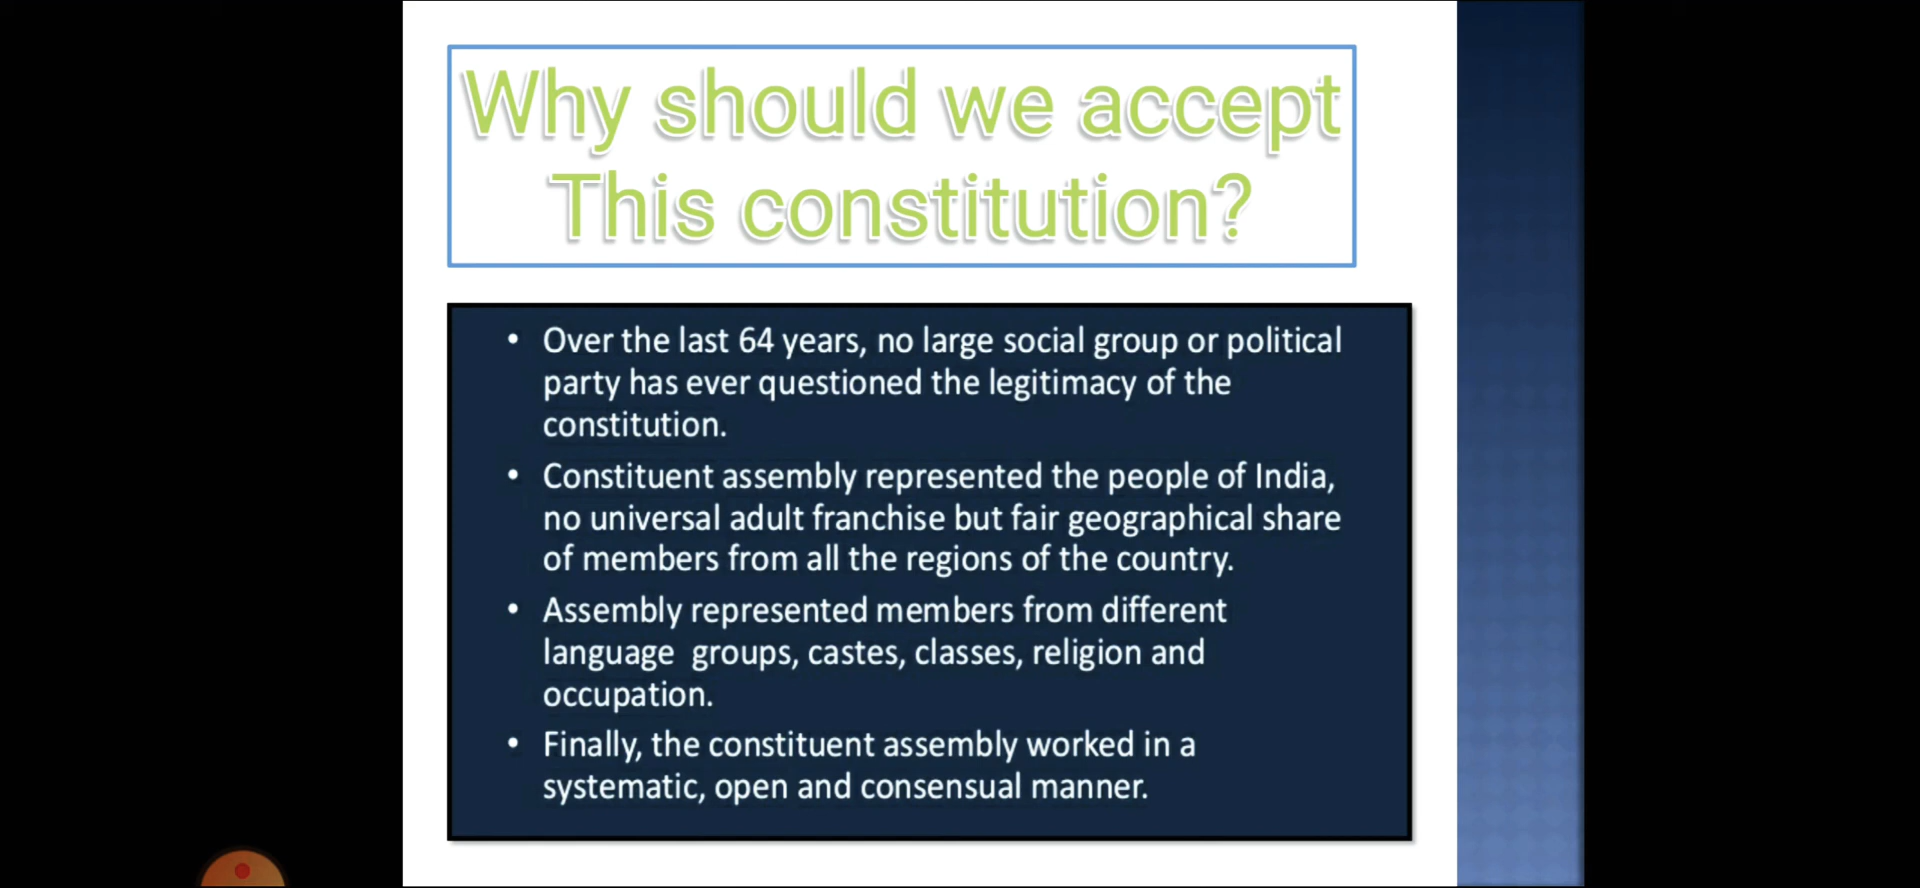 Why should we accept
This constitution?
• Over the last 64 years, no large social group or political
party has ever questioned the legitimacy of the
constitution.
• Constituent assembly represented the people of India,
no universal adult franchise but fair geographical share
of members from all the regions of the country.
• Assembly represented members from different
language groups, castes, classes, religion and
occupation.
• Finally, the constituent assembly worked in a
systematic, open and consensual manner.